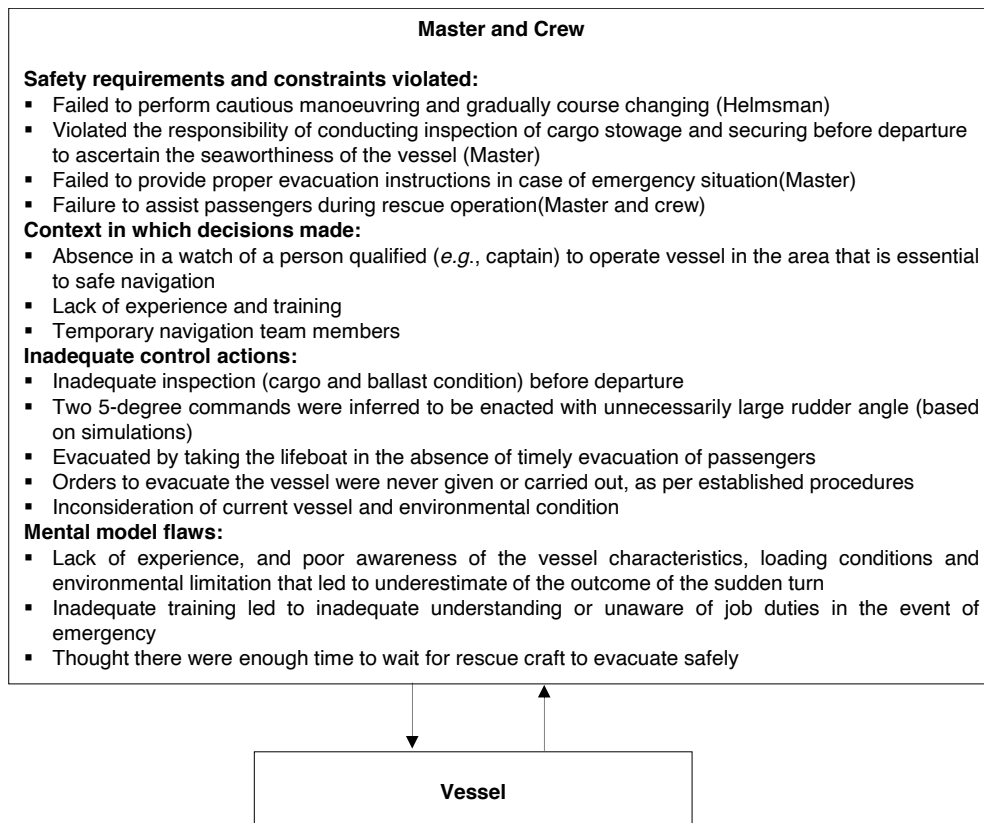 Master and Crew
Safety requirements and constraints violated:
▪ Failed to perform cautious manoeuvring and gradually course changing (Helmsman)
▪ Violated the responsibility of conducting inspection of cargo stowage and securing before departure
to ascertain the seaworthiness of the vessel (Master)
▪ Failed to provide proper evacuation instructions in case of emergency situation(Master)
▪ Failure to assist passengers during rescue operation(Master and crew)
Context in which decisions made:
▪ Absence in a watch of a person qualified (e.g., captain) to operate vessel in the area that is essential
to safe navigation
▪ Lack of experience and training
▪ Temporary navigation team members
Inadequate control actions:
▪ Inadequate inspection (cargo and ballast condition) before departure
▪ Two 5-degree commands were inferred to be enacted with unnecessarily large rudder angle (based
on simulations)
▪ Evacuated by taking the lifeboat in the absence of timely evacuation of passengers
▪ Orders to evacuate the vessel were never given or carried out, as per established procedures
▪ Inconsideration of current vessel and environmental condition
Mental model flaws:
▪ Lack of experience, and poor awareness of the vessel characteristics, loading conditions and
environmental limitation that led to underestimate of the outcome of the sudden turn
▪ Inadequate training led to inadequate understanding or unaware of job duties in the event of
emergency
▪ Thought there were enough time to wait for rescue craft to evacuate safely
Vessel